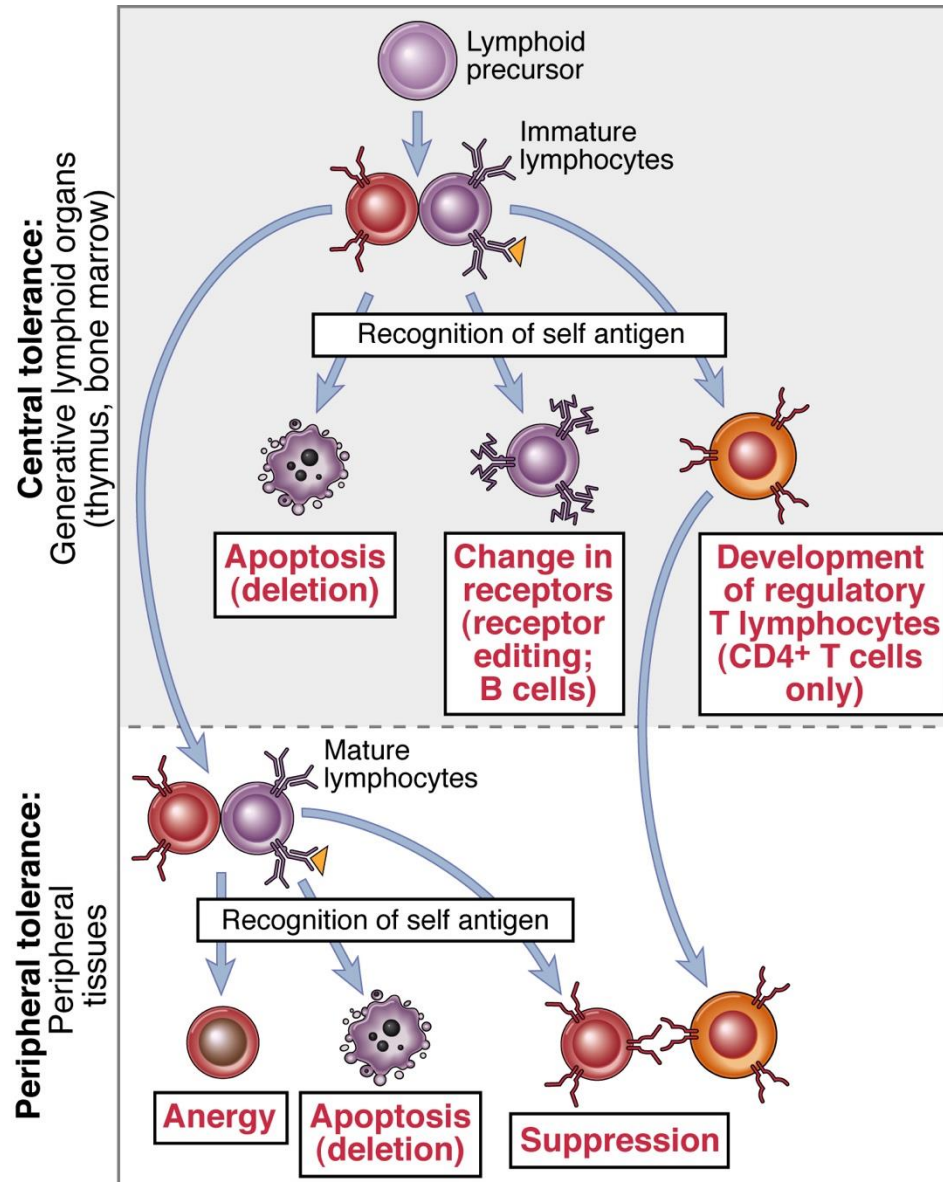 Lymphoid
precursor
Immature
lymphocytes
Central tolerance:
Generative lymphoid organs
(thymus, bone marrow)
Recognition of self antigen
Apoptosis
(deletion)
Change in
receptors
(receptor
editing;
B cells)
Development
of regulatory
T lymphocytes
(CD4⁺ T cells
only)
Mature
lymphocytes
Peripheral tolerance:
Peripheral
tissues
Recognition of self antigen
Anergy
Apoptosis
(deletion)
Suppression